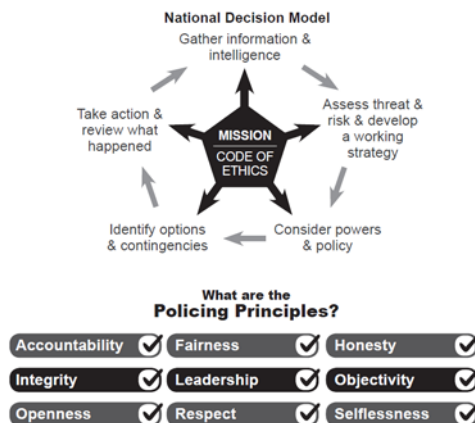 National Decision Model
Gather information &
intelligence
Assess threat &
risk & develop
a working
strategy
Consider powers
& policy
Identify options
& contingencies
Take action &
review what
happened
MISSION
CODE OF
ETHICS
What are the
Policing Principles?
Accountability
Fairness
Honesty
Integrity
Leadership
Objectivity
Openness
Respect
Selflessness